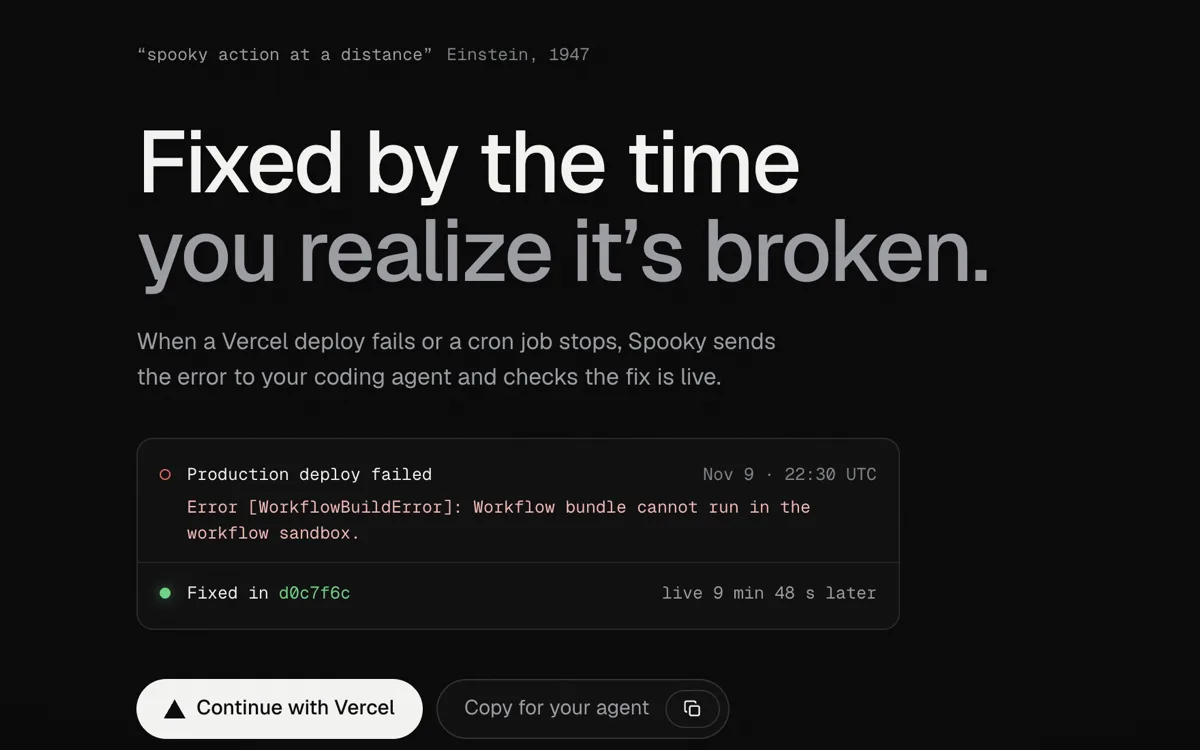 “spooky action at a distance” Einstein, 1947
Fixed by the time
you realize it’s broken.
When a Vercel deploy fails or a cron job stops, Spooky sends
the error to your coding agent and checks the fix is live.
Production deploy failed Nov 9 · 22:30 UTC
Error [WorkflowBuildError]: Workflow bundle cannot run in the
workflow sandbox.
Fixed in d0c7f6c live 9 min 48 s later
Continue with Vercel Copy for your agent